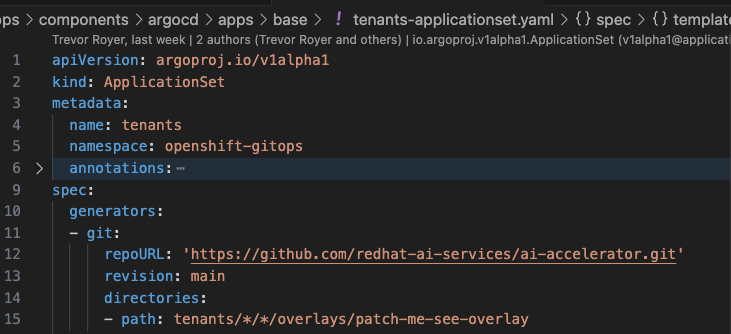 ps > components > argocd > apps > base > ! tenants-applicationset.yaml > {} spec > {} template
Trevor Royer, last week | 2 authors (Trevor Royer and others) | io.argoproj.v1alpha1.ApplicationSet (v1alpha1@applicati
1 apiVersion: argoproj.io/v1alpha1
2 kind: ApplicationSet
3 metadata:
4   name: tenants
5   namespace: openshift-gitops
6 >   annotations:⋯
9 spec:
10   generators:
11   - git:
12       repoURL: 'https://github.com/redhat-ai-services/ai-accelerator.git'
13       revision: main
14       directories:
15       - path: tenants/*/*/overlays/patch-me-see-overlay